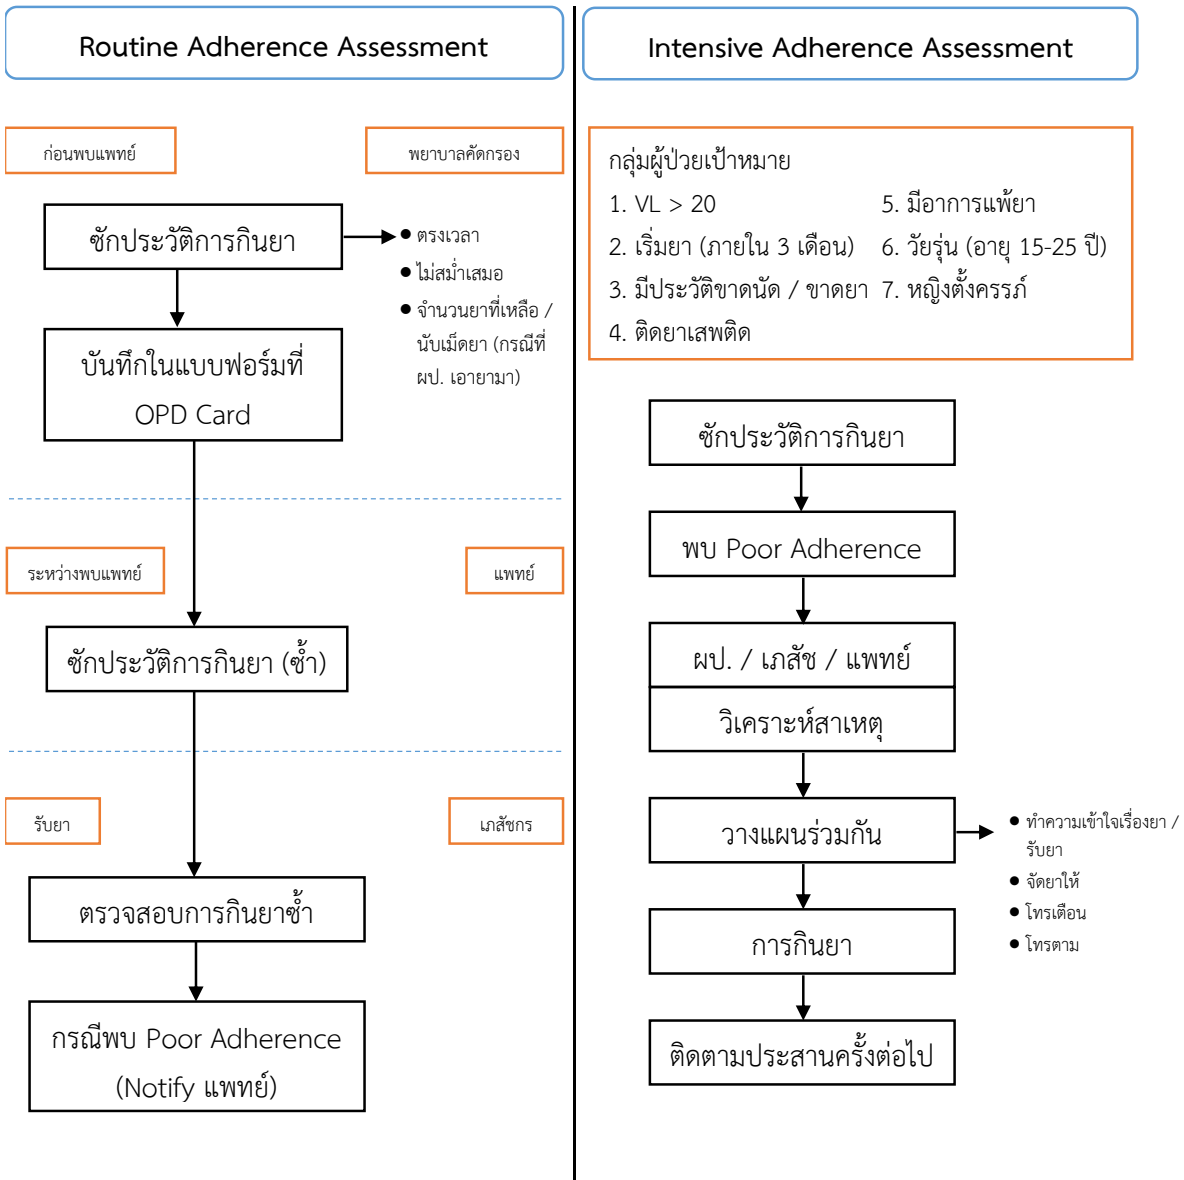 Routine Adherence Assessment
ก่อนพบแพทย์
พยาบาลคัดกรอง
ซักประวัติการกินยา
● ตรงเวลา
● ไม่สม่ำเสมอ
● จำนวนยาที่เหลือ /
นับเม็ดยา (กรณีที่
ผป. เอายามา)
บันทึกในแบบฟอร์มที่
OPD Card
ระหว่างพบแพทย์
แพทย์
ซักประวัติการกินยา (ซ้ำ)
รับยา
เภสัชกร
ตรวจสอบการกินยาซ้ำ
กรณีพบ Poor Adherence
(Notify แพทย์)
Intensive Adherence Assessment
กลุ่มผู้ป่วยเป้าหมาย
1. VL > 20
2. เริ่มยา (ภายใน 3 เดือน)
3. มีประวัติขาดนัด / ขาดยา
4. ติดยาเสพติด
5. มีอาการแพ้ยา
6. วัยรุ่น (อายุ 15-25 ปี)
7. หญิงตั้งครรภ์
ซักประวัติการกินยา
พบ Poor Adherence
ผป. / เภสัช / แพทย์
วิเคราะห์สาเหตุ
วางแผนร่วมกัน
● ทำความเข้าใจเรื่องยา /
รับยา
● จัดยาให้
● โทรเตือน
● โทรตาม
การกินยา
ติดตามประสานครั้งต่อไป